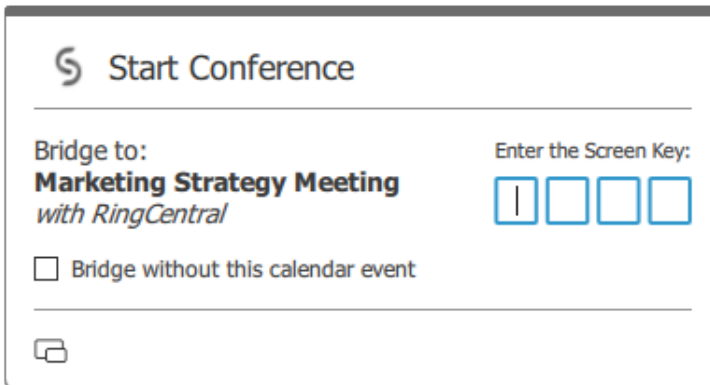 Start Conference
Bridge to:
Marketing Strategy Meeting
with RingCentral
Enter the Screen Key:
Bridge without this calendar event